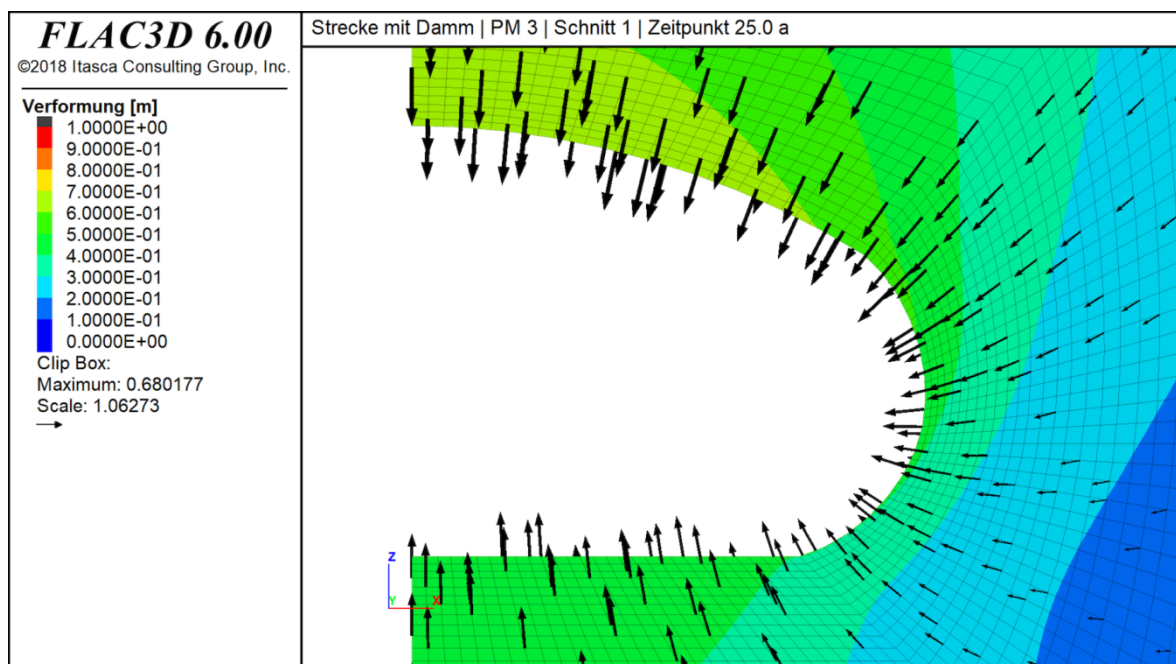 FLAC3D 6.00
©2018 Itasca Consulting Group, Inc.
Verformung [m]
1.0000E+00
9.0000E-01
8.0000E-01
7.0000E-01
6.0000E-01
5.0000E-01
4.0000E-01
3.0000E-01
2.0000E-01
1.0000E-01
0.0000E+00
Clip Box:
Maximum: 0.680177
Scale: 1.06273
Strecke mit Damm | PM 3 | Schnitt 1 | Zeitpunkt 25.0 a
Z
Y
X